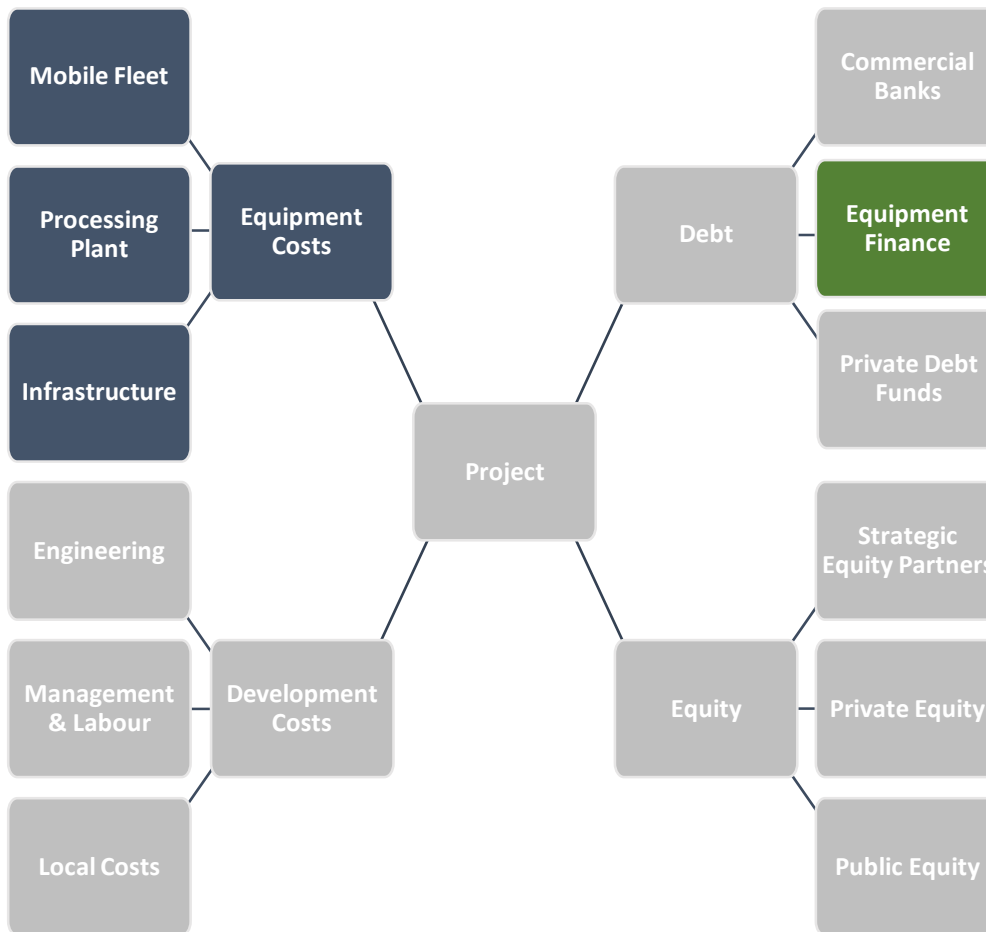 Mobile Fleet
Processing
Plant
Infrastructure
Equipment
Costs
Engineering
Management
& Labour
Local Costs
Development
Costs
Project
Debt
Commercial
Banks
Equipment
Finance
Private Debt
Funds
Equity
Strategic
Equity Partners
Private Equity
Public Equity